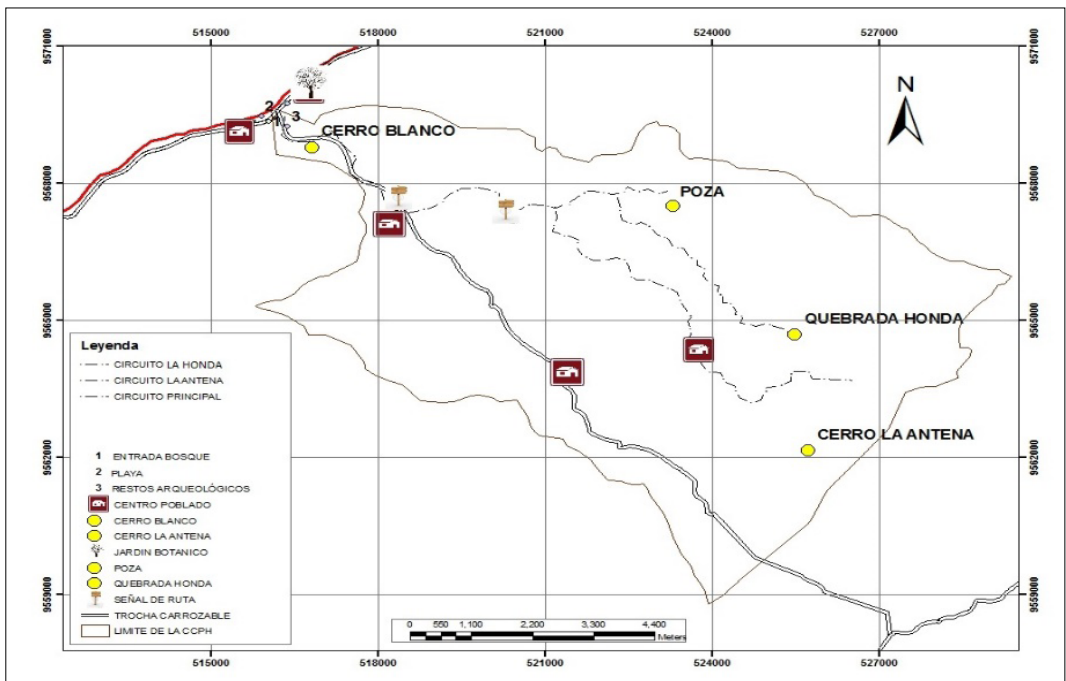 515000 518000 521000 524000 527000
9571000 9571000
N
2
1 3
CERRO BLANCO
9568000 9568000
POZA
9565000 9565000
QUEBRADA HONDA
CERRO LA ANTENA
9562000 9562000
9559000 9559000
Leyenda
CIRCUITO LA HONDA
CIRCUITO LA ANTENA
CIRCUITO PRINCIPAL
1 ENTRADA BOSQUE
2 PLAYA
3 RESTOS ARQUEOLÓGICOS
CENTRO POBLADO
CERRO BLANCO
CERRO LA ANTENA
JARDIN BOTANICO
POZA
QUEBRADA HONDA
SEÑAL DE RUTA
TROCHA CARROZABLE
LIMITE DE LA CCPH
0 550 1,100 2,200 3,300 4,400
Meters
515000 518000 521000 524000 527000